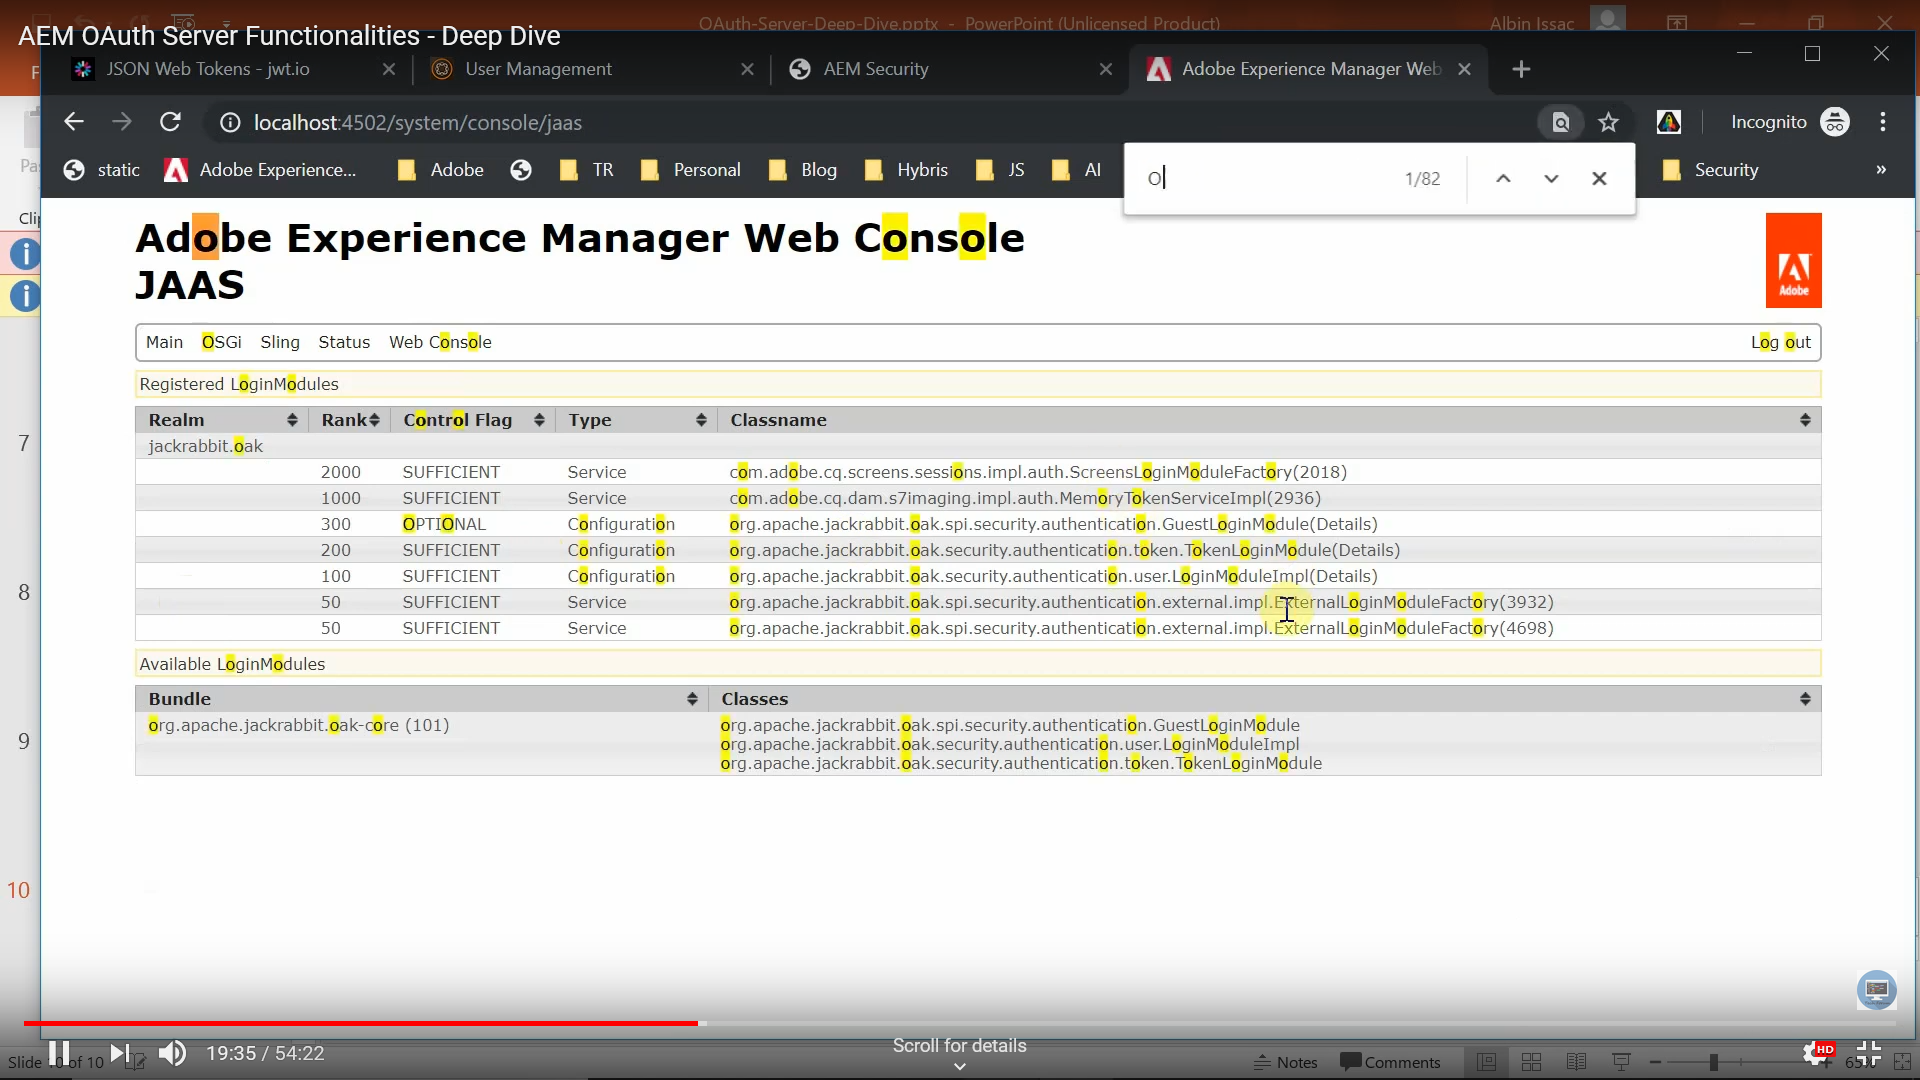 OAuth-Server-Deep-Dive.pptx - PowerPoint (Unlicensed Product)
Albin Issac
AEM OAuth Server Functionalities - Deep Dive
JSON Web Tokens - jwt.io
User Management
AEM Security
Adobe Experience Manager Web
localhost:4502/system/console/jaas
Incognito
static
Adobe Experience...
Adobe
TR
Personal
Blog
Hybris
JS
AI
Security
»
O
1/82
Adobe Experience Manager Web Console
JAAS
Adobe
Main OSGi Sling Status Web Console
Log out
Registered LoginModules
Realm Rank Control Flag Type Classname
jackrabbit.oak
2000 SUFFICIENT Service com.adobe.cq.screens.sessions.impl.auth.ScreensLoginModuleFactory(2018)
1000 SUFFICIENT Service com.adobe.cq.dam.s7imaging.impl.auth.MemoryTokenServiceImpl(2936)
300 OPTIONAL Configuration org.apache.jackrabbit.oak.spi.security.authentication.GuestLoginModule(Details)
200 SUFFICIENT Configuration org.apache.jackrabbit.oak.security.authentication.token.TokenLoginModule(Details)
100 SUFFICIENT Configuration org.apache.jackrabbit.oak.security.authentication.user.LoginModuleImpl(Details)
50 SUFFICIENT Service org.apache.jackrabbit.oak.spi.security.authentication.external.impl.ExternalLoginModuleFactory(3932)
50 SUFFICIENT Service org.apache.jackrabbit.oak.spi.security.authentication.external.impl.ExternalLoginModuleFactory(4698)
Available LoginModules
Bundle Classes
org.apache.jackrabbit.oak-core (101)
org.apache.jackrabbit.oak.spi.security.authentication.GuestLoginModule
org.apache.jackrabbit.oak.security.authentication.user.LoginModuleImpl
org.apache.jackrabbit.oak.security.authentication.token.TokenLoginModule
7
8
9
10
Scroll for details
19:35 / 54:22
HD
Notes
Comments